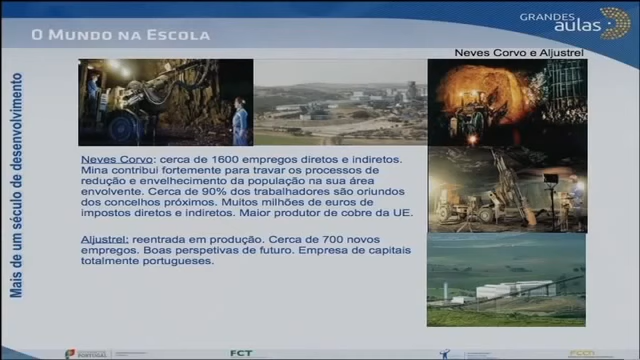 GRANDES
aulas
O MUNDO NA ESCOLA
Neves Corvo e Aljustrel
Mais de um século de desenvolvimento
Neves Corvo: cerca de 1600 empregos diretos e indiretos.
Mina contribui fortemente para travar os processos de
redução e envelhecimento da população na sua área
envolvente. Cerca de 90% dos trabalhadores são oriundos
dos concelhos próximos. Muitos milhões de euros de
impostos diretos e indiretos. Maior produtor de cobre da UE.
Aljustrel: reentrada em produção. Cerca de 700 novos
empregos. Boas perspetivas de futuro. Empresa de capitais
totalmente portugueses.
PORTUGAL
FCT